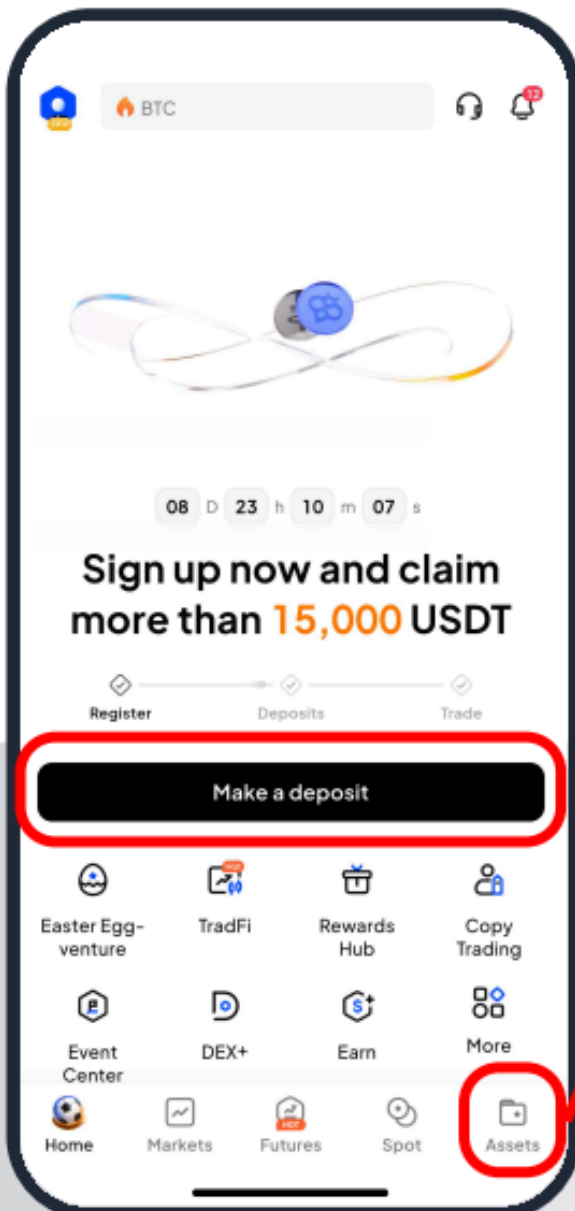 BTC
12
08 D 23 h 10 m 07 s
Sign up now and claim
more than 15,000 USDT
Register Deposits Trade
Make a deposit
HOT
Easter Egg-
venture
TradFi
Rewards
Hub
Copy
Trading
Event
Center
DEX+
Earn
More
HOT
Home Markets Futures Spot Assets